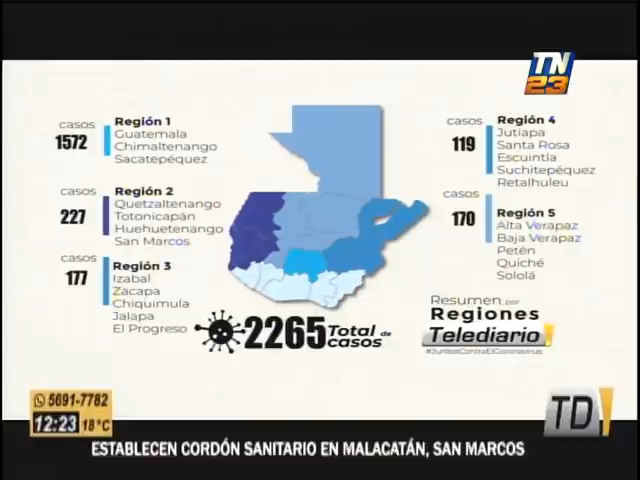 TN
23
casos
1572
Región 1
Guatemala
Chimaltenango
Sacatepéquez
casos
227
Región 2
Quetzaltenango
Totonicapán
Huehuetenango
San Marcos
casos
177
Región 3
Izabal
Zacapa
Chiquimula
Jalapa
El Progreso
casos
119
Región 4
Jutiapa
Santa Rosa
Escuintla
Suchitepéquez
Retalhuleu
casos
170
Región 5
Alta Verapaz
Baja Verapaz
Petén
Quiché
Sololá
2265 Total de casos
Resumen por
Regiones
Telediario!
#JuntosContraElCoronavirus
5691-7782
12:23 18°C
TD!
ESTABLECEN CORDÓN SANITARIO EN MALACATÁN, SAN MARCOS